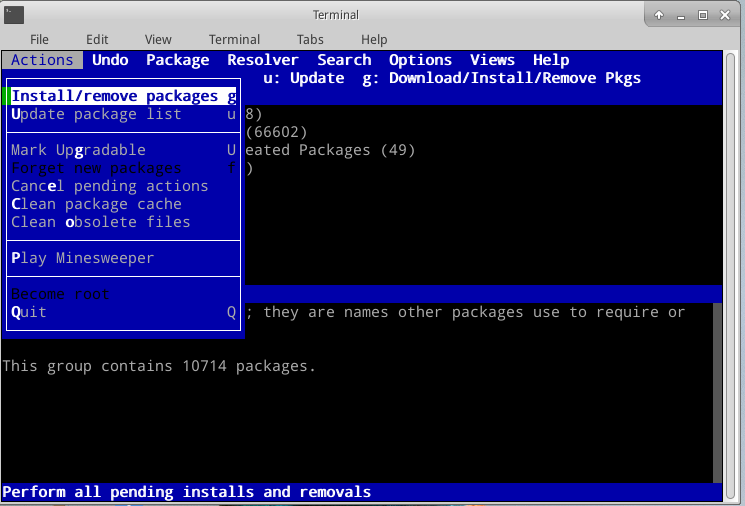 Terminal
File Edit View Terminal Tabs Help
Actions Undo Package Resolver Search Options Views Help
u: Update g: Download/Install/Remove Pkgs
Install/remove packages g
Update package list u 8)
(66602)
Mark Upgradable U eated Packages (49)
Forget new packages f )
Cancel pending actions
Clean package cache
Clean obsolete files
Play Minesweeper
Become root
Quit Q ; they are names other packages use to require or
This group contains 10714 packages.
Perform all pending installs and removals